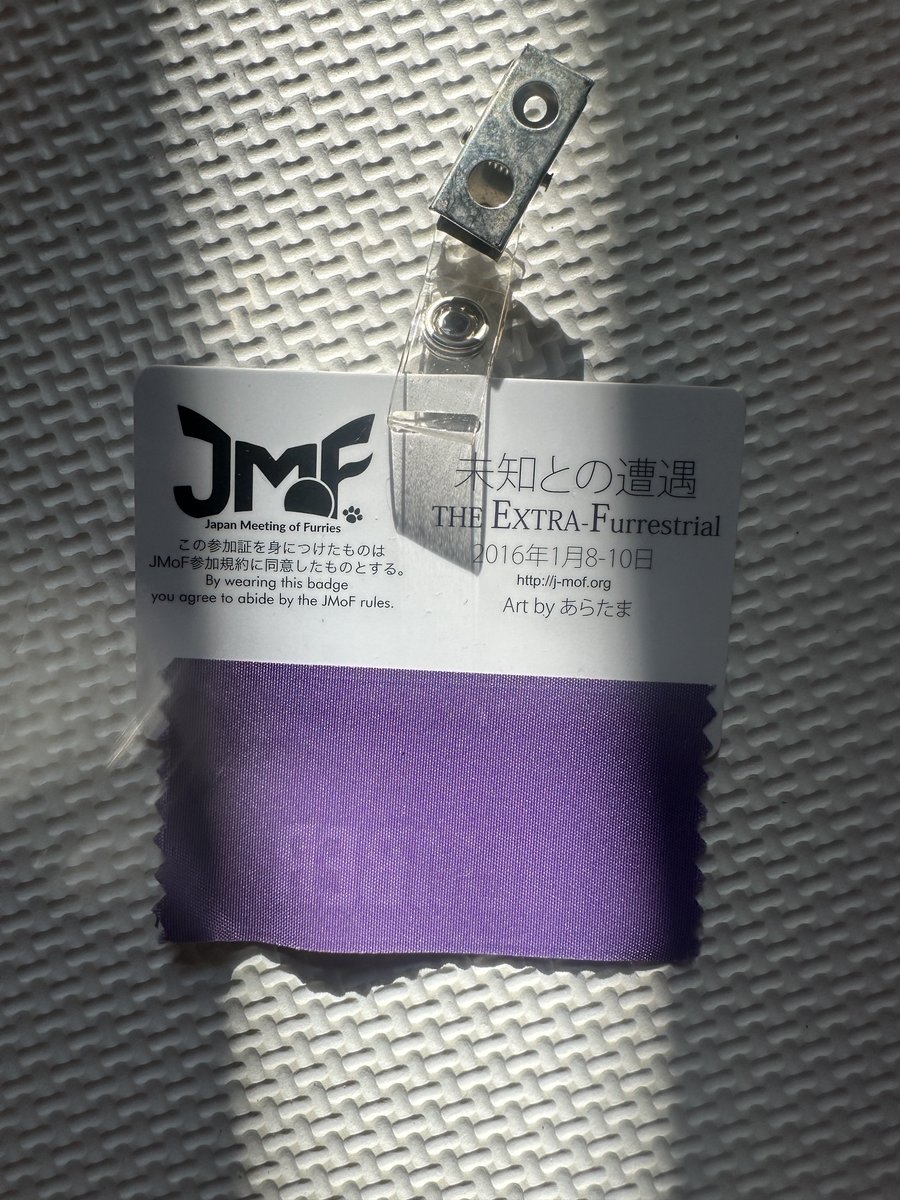 JMoF
Japan Meeting of Furries
この参加証を身につけたものは
JMoF参加規約に同意したものとする。
By wearing this badge
you agree to abide by the JMoF rules.
未知との遭遇
THE EXTRA-Furrestrial
2016年1月8-10日
http://j-mof.org
Art by あらたま